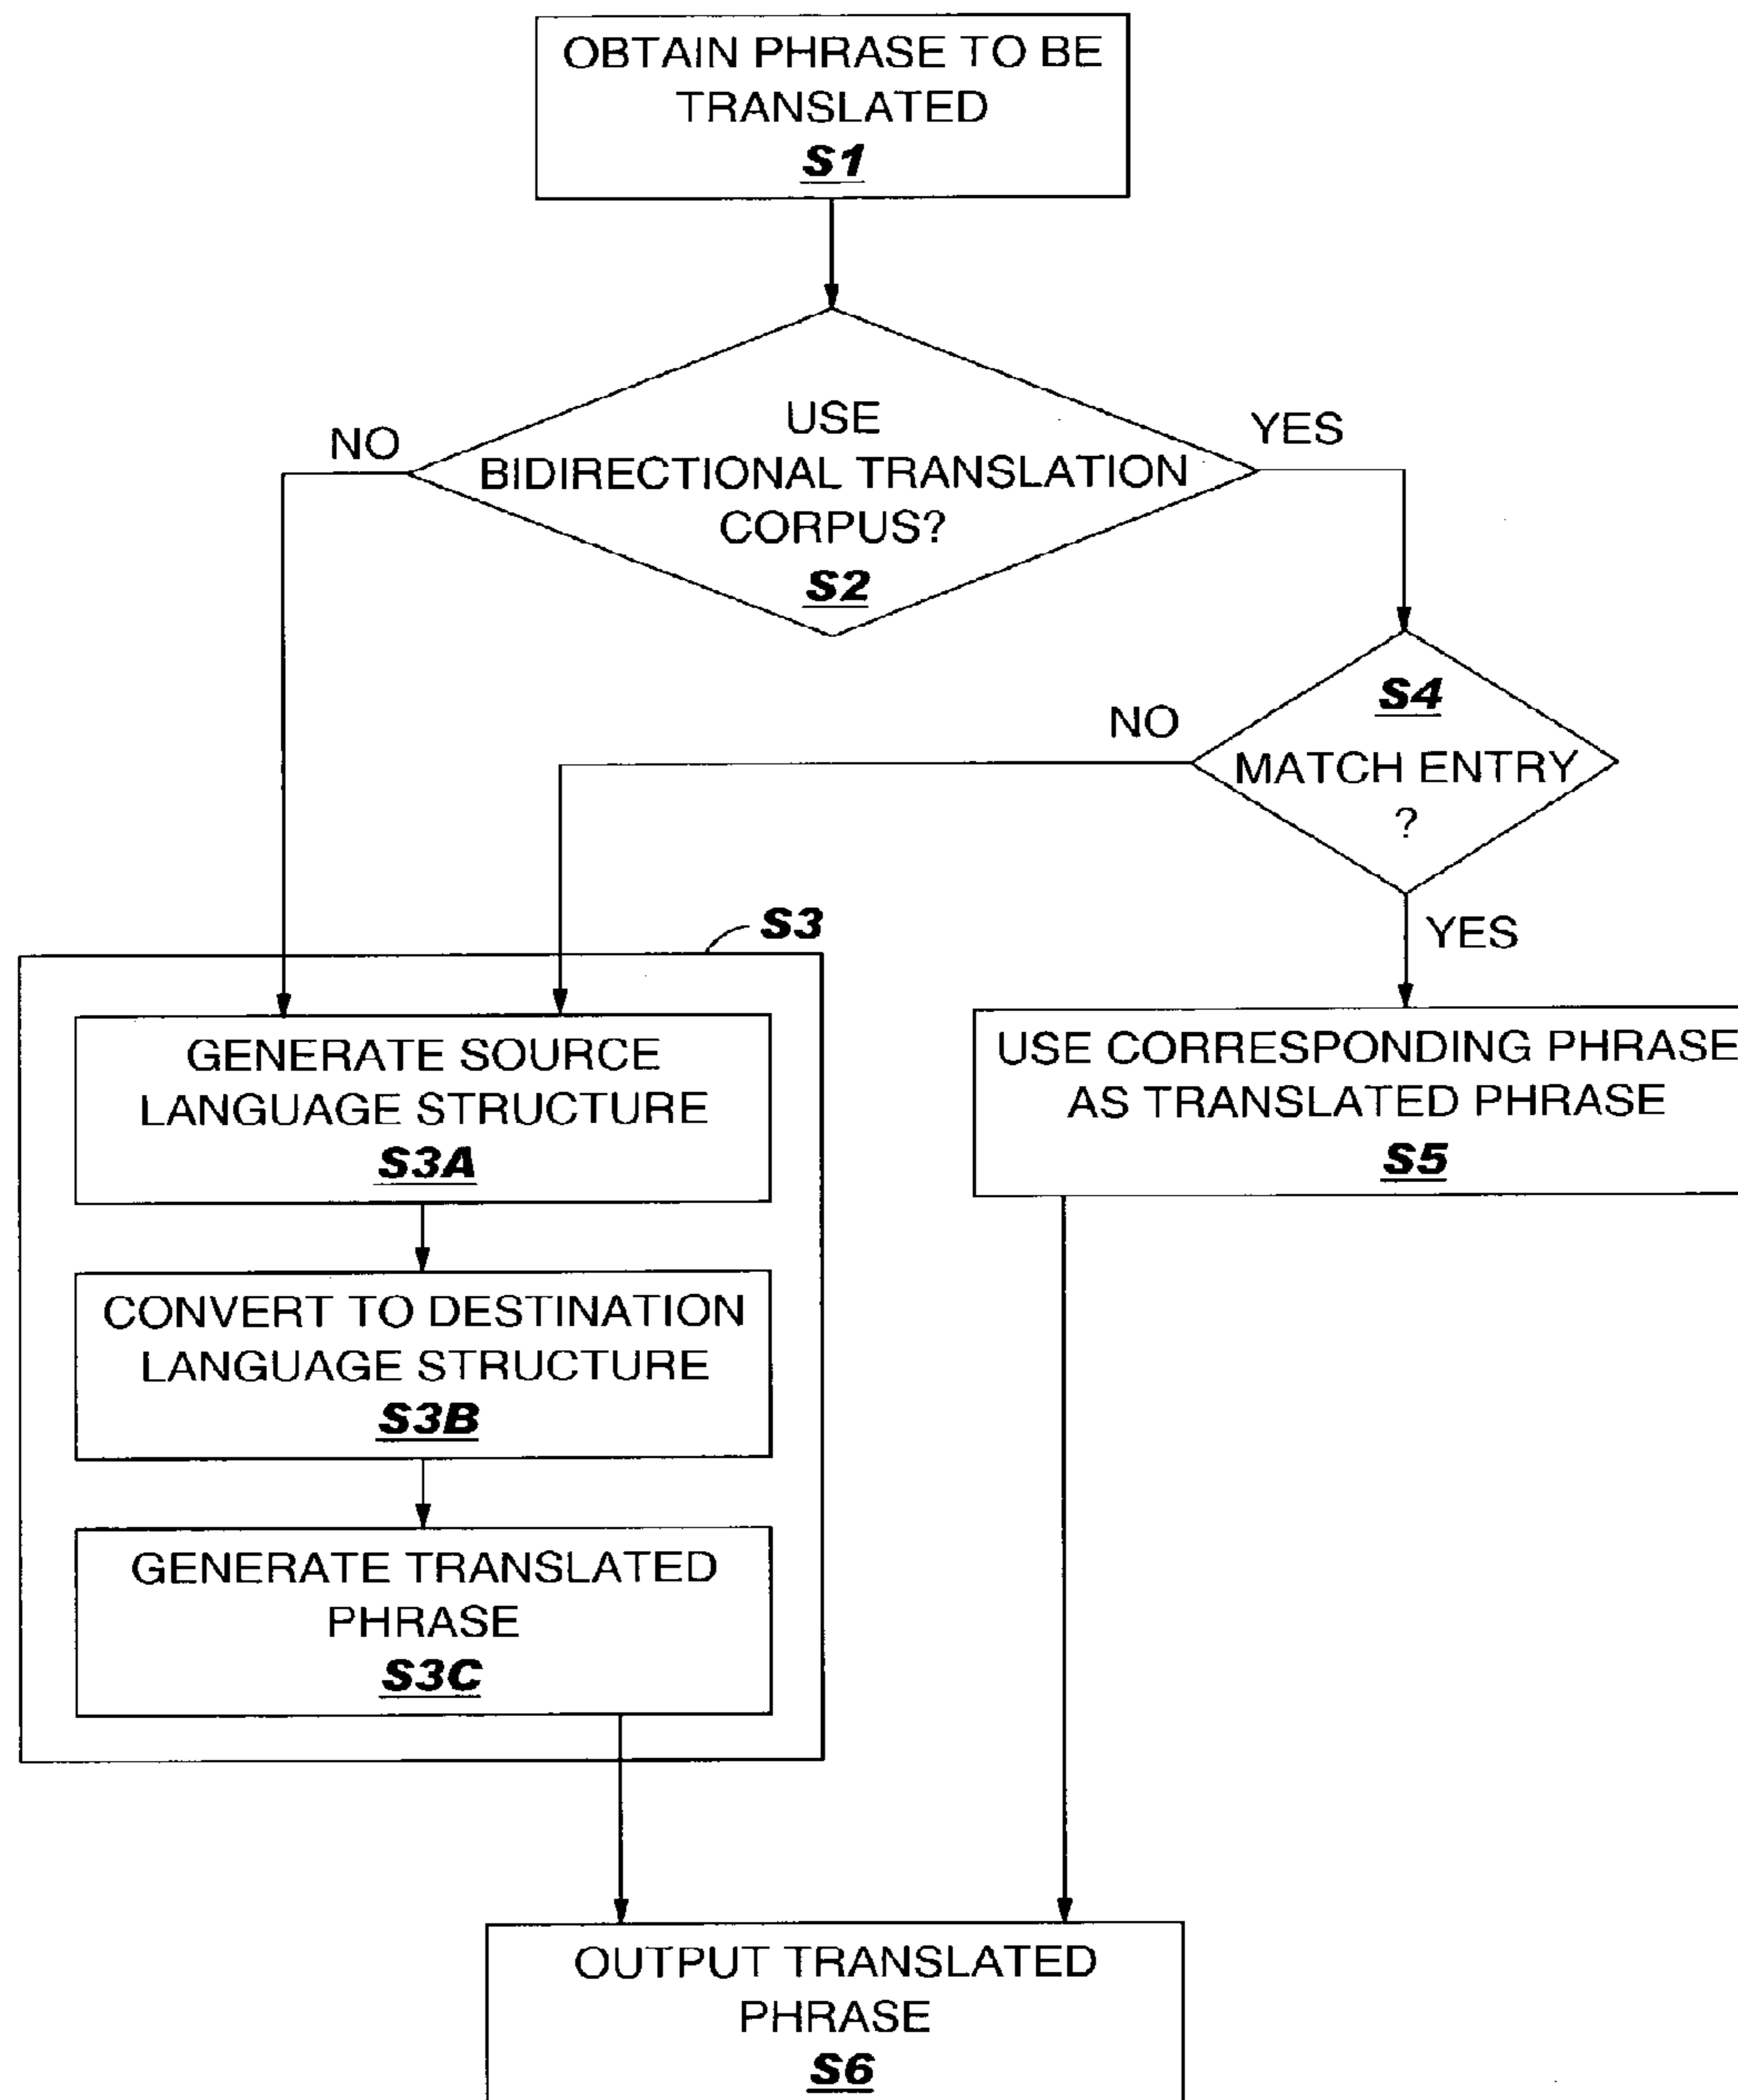 OBTAIN PHRASE TO BE
TRANSLATED
S1
USE
BIDIRECTIONAL TRANSLATION
CORPUS?
S2
NO
YES
S4
MATCH ENTRY
?
NO
YES
S3
GENERATE SOURCE
LANGUAGE STRUCTURE
S3A
CONVERT TO DESTINATION
LANGUAGE STRUCTURE
S3B
GENERATE TRANSLATED
PHRASE
S3C
USE CORRESPONDING PHRASE
AS TRANSLATED PHRASE
S5
OUTPUT TRANSLATED
PHRASE
S6